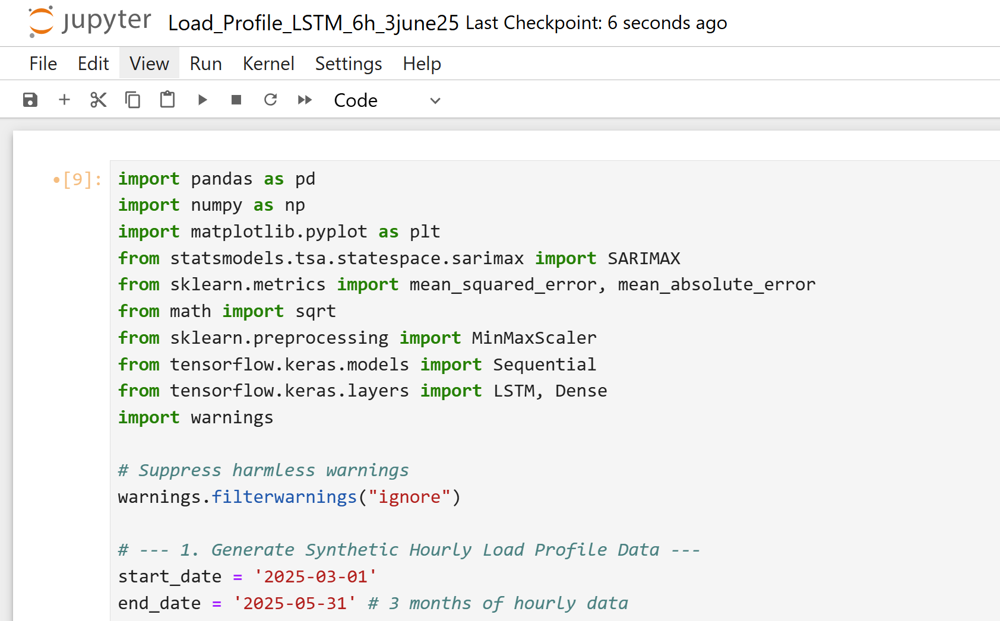 jupyter Load_Profile_LSTM_6h_3june25 Last Checkpoint: 6 seconds ago
File Edit View Run Kernel Settings Help
Code
[9]: import pandas as pd
import numpy as np
import matplotlib.pyplot as plt
from statsmodels.tsa.statespace.sarimax import SARIMAX
from sklearn.metrics import mean_squared_error, mean_absolute_error
from math import sqrt
from sklearn.preprocessing import MinMaxScaler
from tensorflow.keras.models import Sequential
from tensorflow.keras.layers import LSTM, Dense
import warnings
# Suppress harmless warnings
warnings.filterwarnings("ignore")
# --- 1. Generate Synthetic Hourly Load Profile Data ---
start_date = '2025-03-01'
end_date = '2025-05-31' # 3 months of hourly data